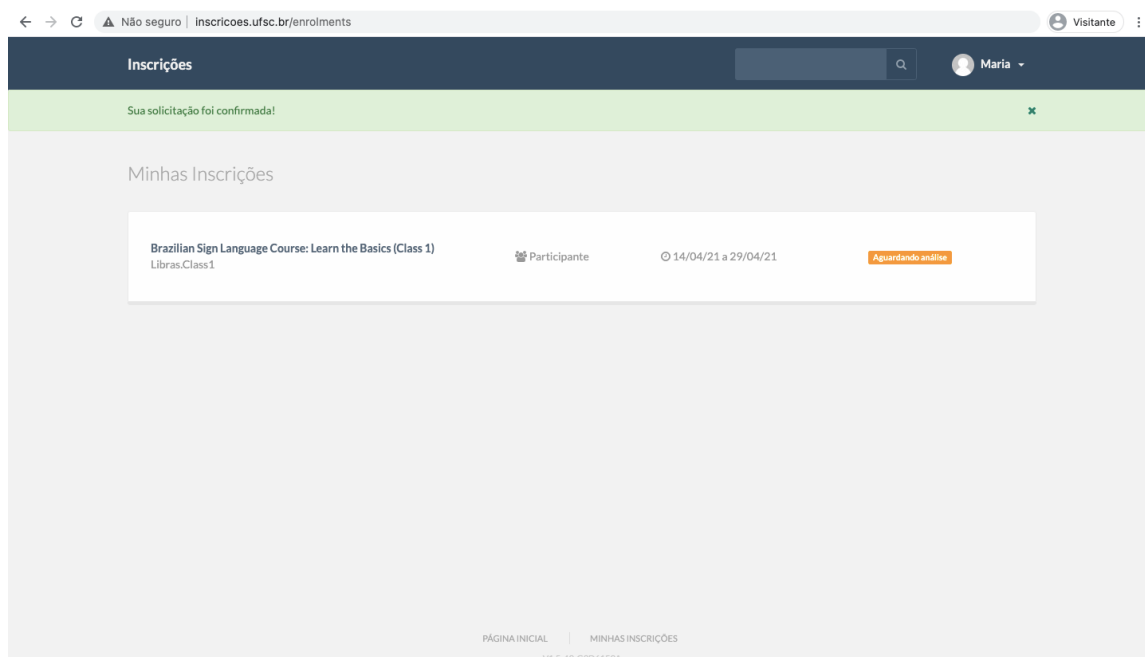 Não seguro | inscricoes.ufsc.br/enrolments Visitante
Inscrições Maria
Sua solicitação foi confirmada!
Minhas Inscrições
Brazilian Sign Language Course: Learn the Basics (Class 1)
Libras.Class1
Participante 14/04/21 a 29/04/21 Aguardando análise
PÁGINA INICIAL MINHAS INSCRIÇÕES